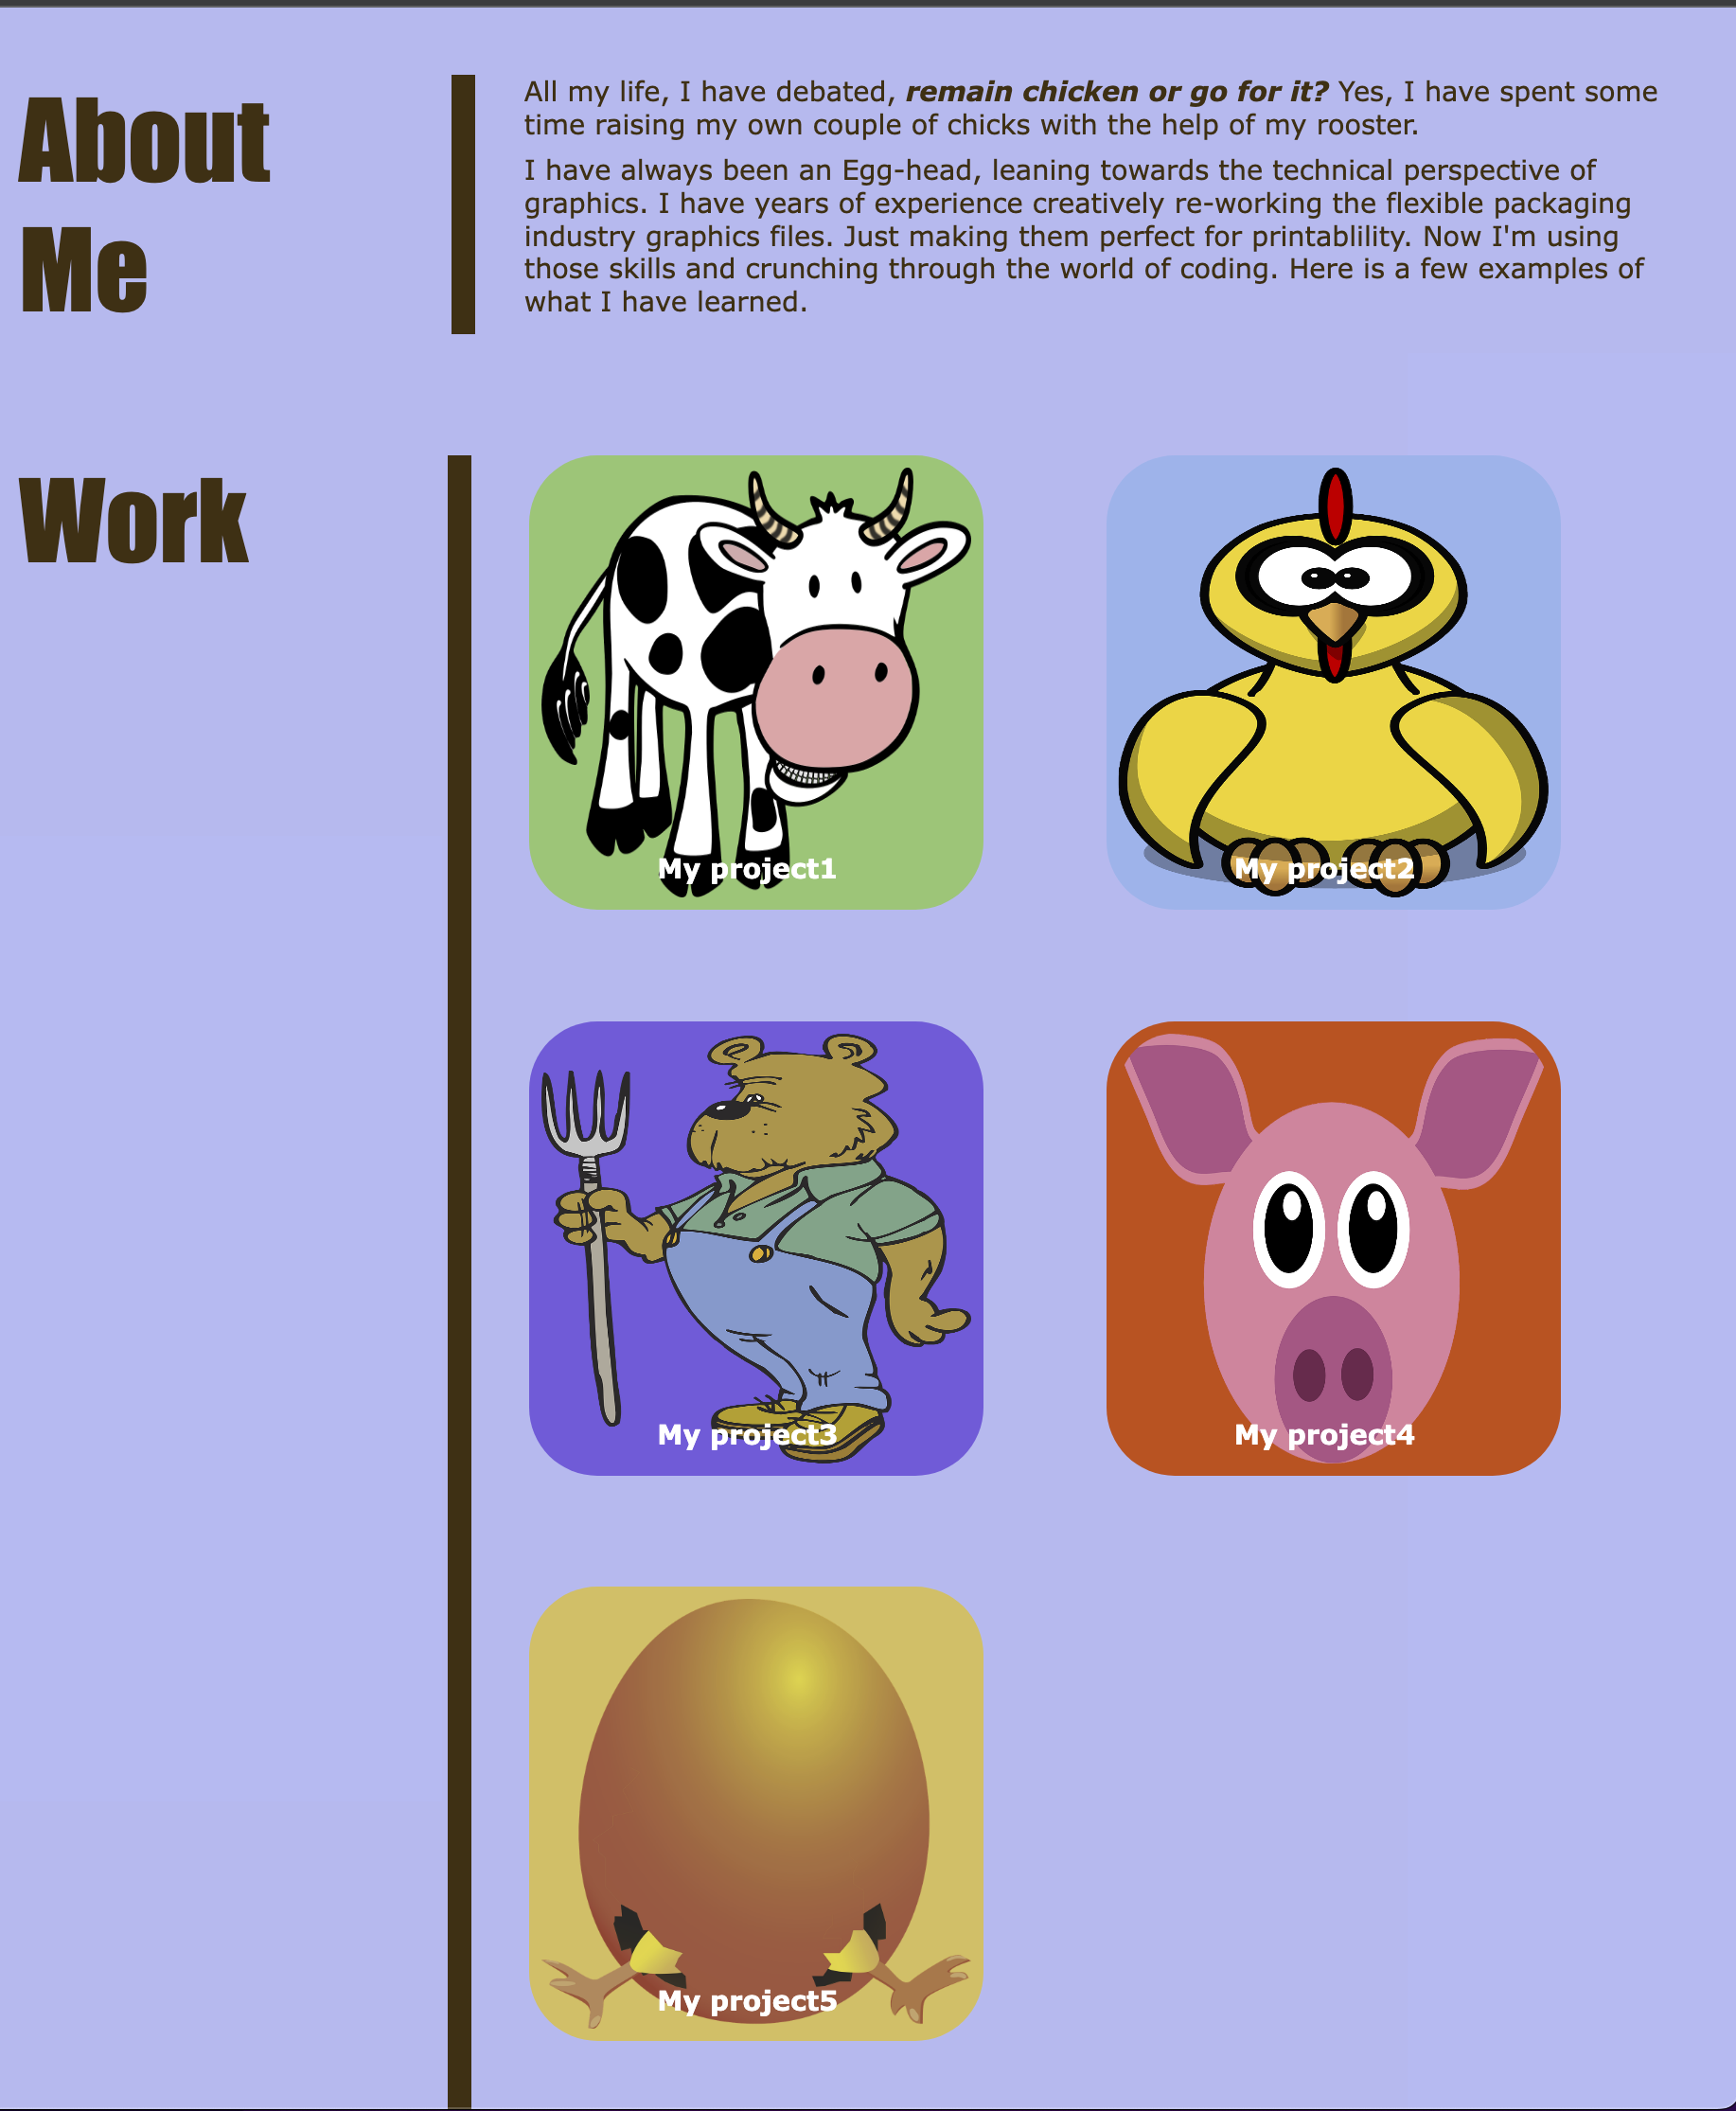 About
Me
All my life, I have debated, remain chicken or go for it? Yes, I have spent some
time raising my own couple of chicks with the help of my rooster.
I have always been an Egg-head, leaning towards the technical perspective of
graphics. I have years of experience creatively re-working the flexible packaging
industry graphics files. Just making them perfect for printablility. Now I'm using
those skills and crunching through the world of coding. Here is a few examples of
what I have learned.
Work
My project1
My project2
My project3
My project4
My project5